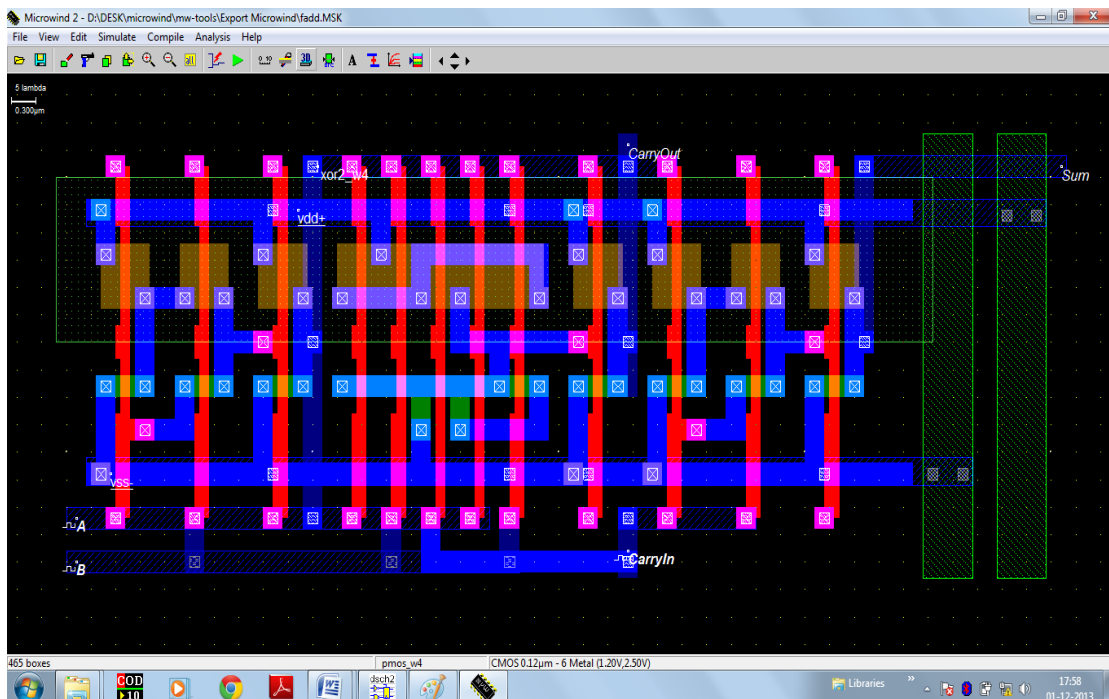 Microwind 2 - D:\DESK\microwind\mw-tools\Export Microwind\fadd.MSK
File View Edit Simulate Compile Analysis Help
5 lambda
0.300µm
CarryOut
xor2_w4
Sum
vdd+
vss-
A
CarryIn
B
465 boxes pmos_w4 CMOS 0.12µm - 6 Metal (1.20V,2.50V)
COD
10
dsch2
Libraries
17:58
01-12-2013